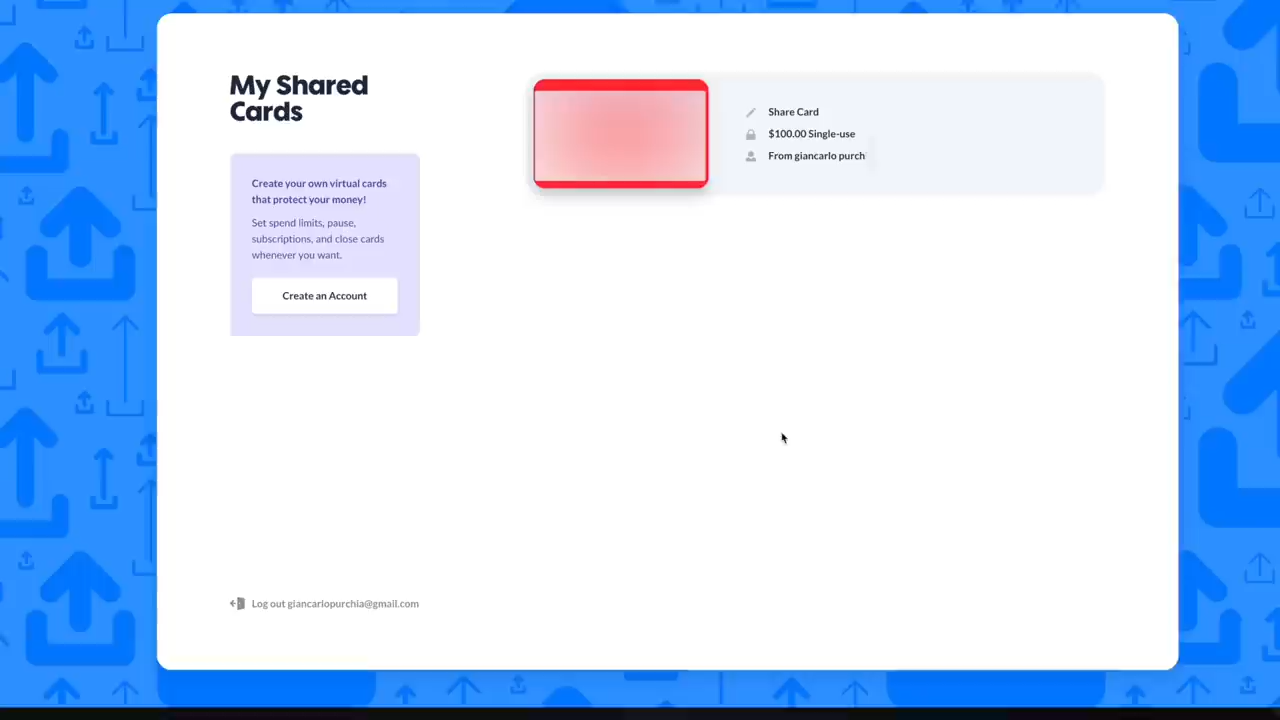 My Shared
Cards
Create your own virtual cards
that protect your money!
Set spend limits, pause,
subscriptions, and close cards
whenever you want.
Create an Account
Share Card
$100.00 Single-use
From giancarlo purch
Log out giancarlopurchia@gmail.com